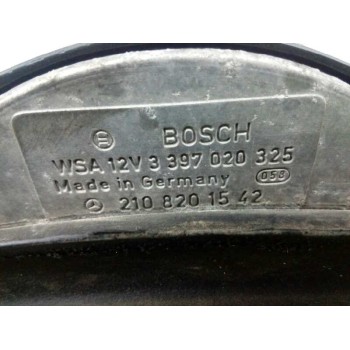 BOSCH
WSA 12V 3 397 020 325
Made in Germany 058
210 820 15 42